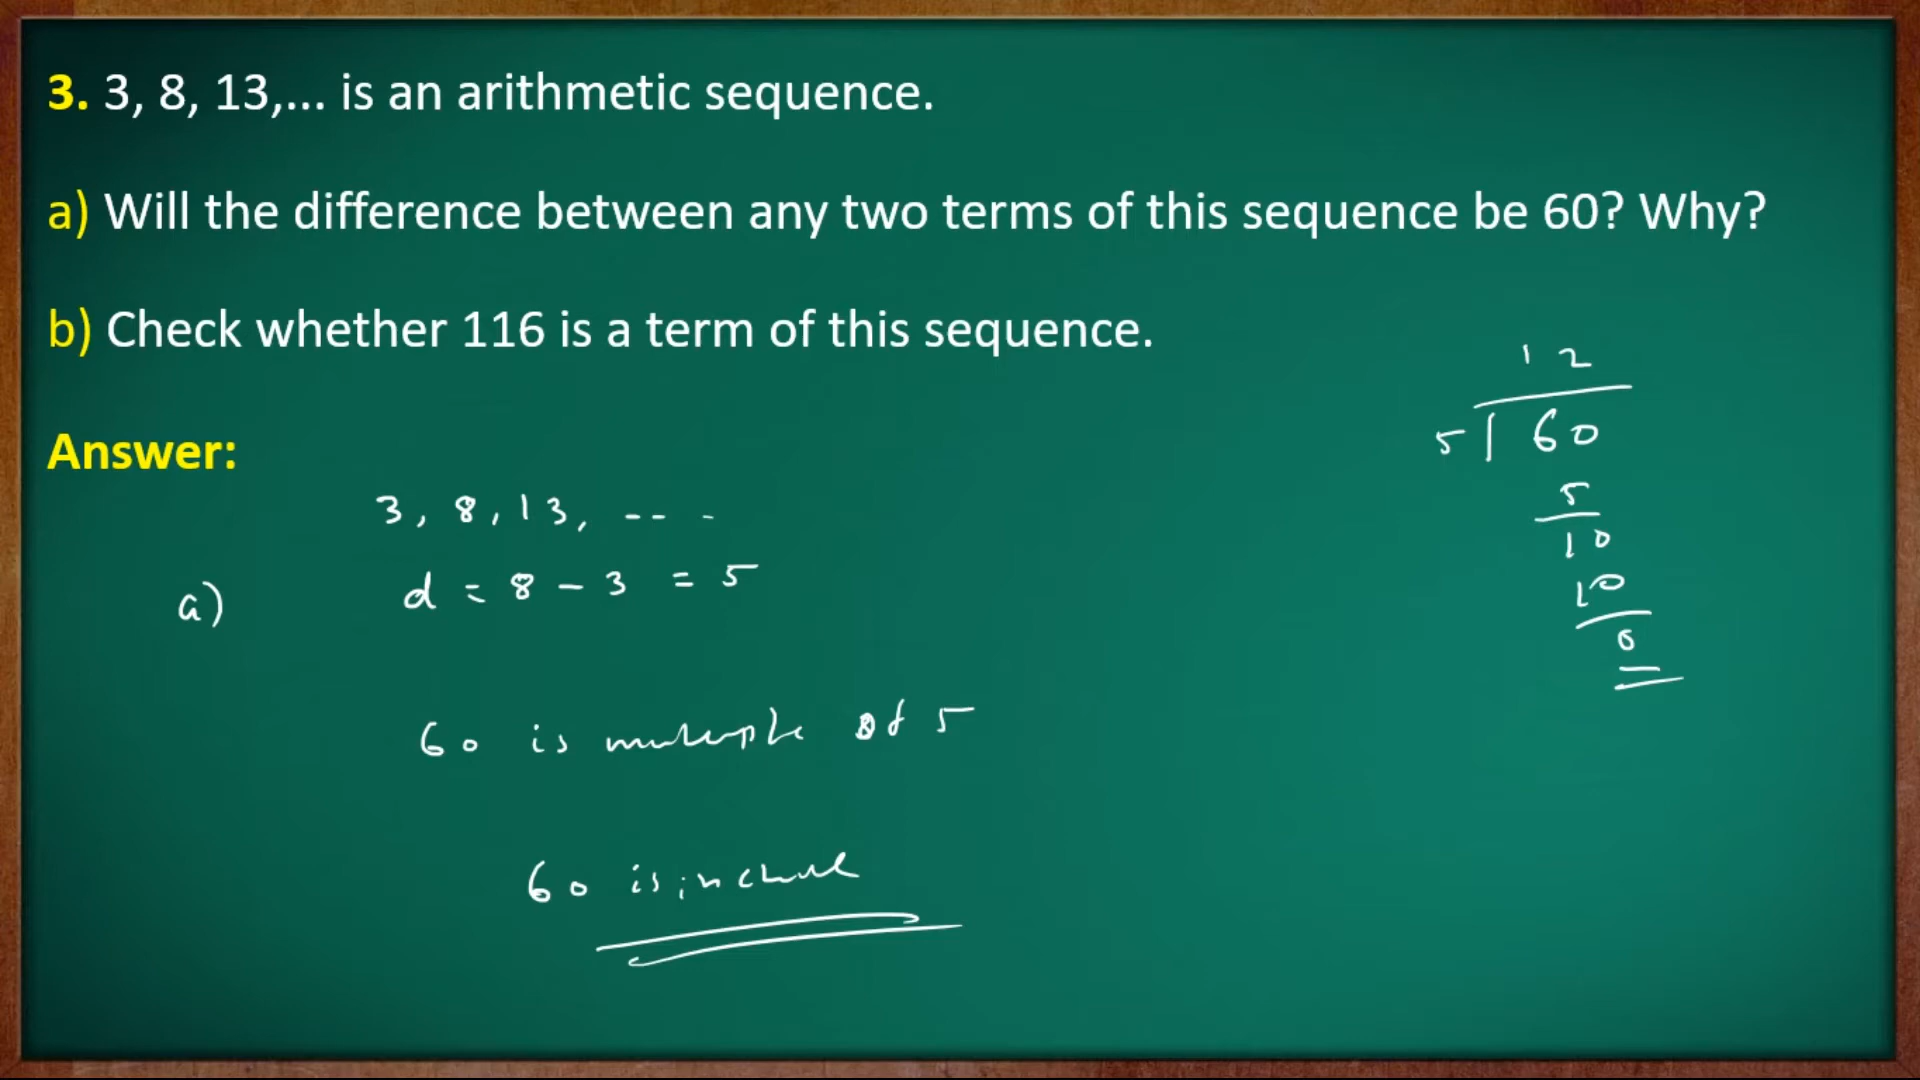 3. 3, 8, 13,... is an arithmetic sequence.
a) Will the difference between any two terms of this sequence be 60? Why?
b) Check whether 116 is a term of this sequence.
Answer:
3, 8, 13, -- -
a) d = 8 - 3 = 5
60 is multiple of 5
60 is in
12
5 | 60
5
10
10
0